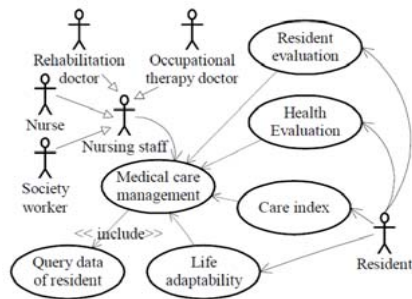 Rehabilitation
doctor
Occupational
therapy doctor
Resident
evaluation
Nurse
Nursing staff
Health
Evaluation
Society
worker
Medical care
management
Care index
<< include>>
Resident
Query data
of resident
Life
adaptability